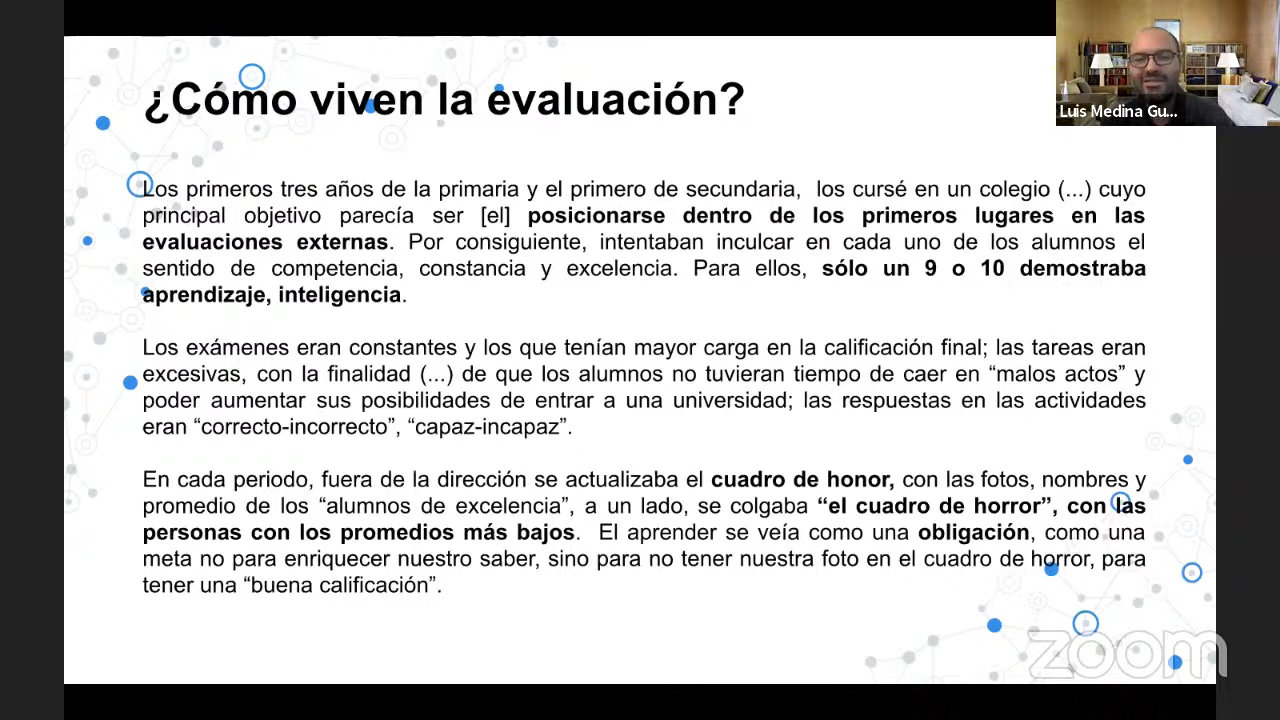 ¿Cómo viven la evaluación?
Luis Medina Gu...
Los primeros tres años de la primaria y el primero de secundaria, los cursé en un colegio (...) cuyo
principal objetivo parecía ser [el] posicionarse dentro de los primeros lugares en las
evaluaciones externas. Por consiguiente, intentaban inculcar en cada uno de los alumnos el
sentido de competencia, constancia y excelencia. Para ellos, sólo un 9 o 10 demostraba
aprendizaje, inteligencia.
Los exámenes eran constantes y los que tenían mayor carga en la calificación final; las tareas eran
excesivas, con la finalidad (...) de que los alumnos no tuvieran tiempo de caer en “malos actos” y
poder aumentar sus posibilidades de entrar a una universidad; las respuestas en las actividades
eran “correcto-incorrecto”, “capaz-incapaz”.
En cada periodo, fuera de la dirección se actualizaba el cuadro de honor, con las fotos, nombres y
promedio de los “alumnos de excelencia”, a un lado, se colgaba “el cuadro de horror”, con las
personas con los promedios más bajos. El aprender se veía como una obligación, como una
meta no para enriquecer nuestro saber, sino para no tener nuestra foto en el cuadro de horror, para
tener una “buena calificación”.
zoom